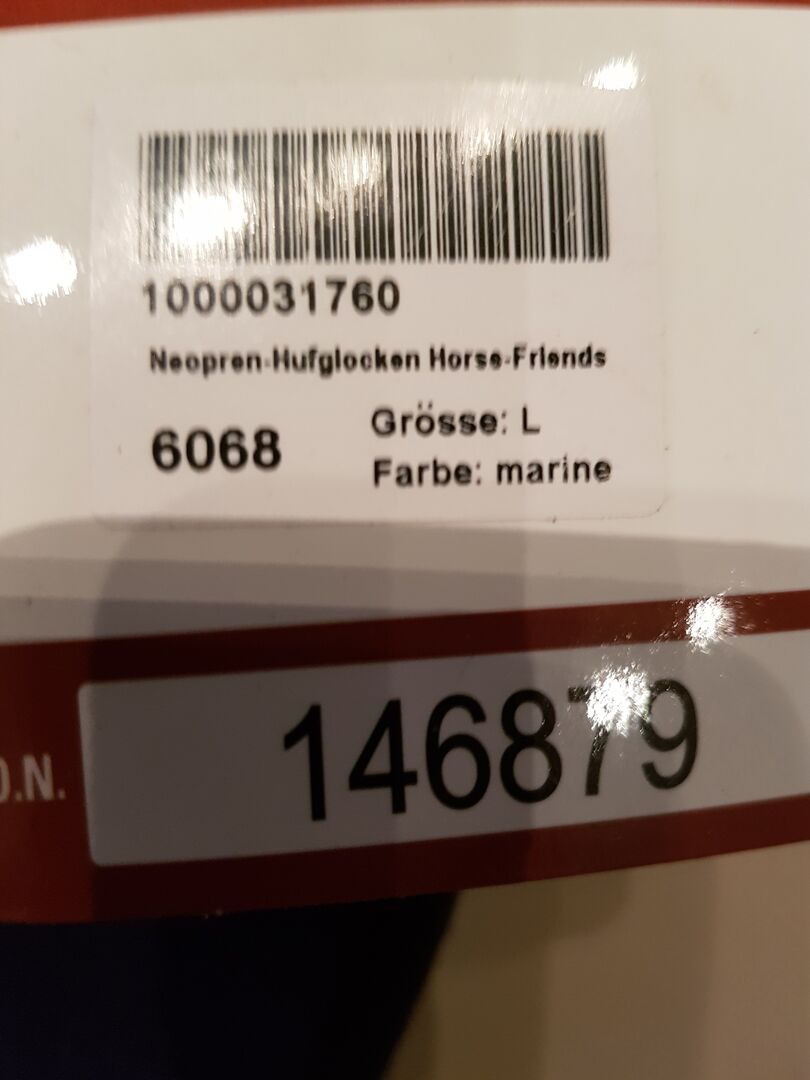 1000031760
Neopren-Hufglocken Horse-Friends
6068
Grösse: L
Farbe: marine
O.N.
146879